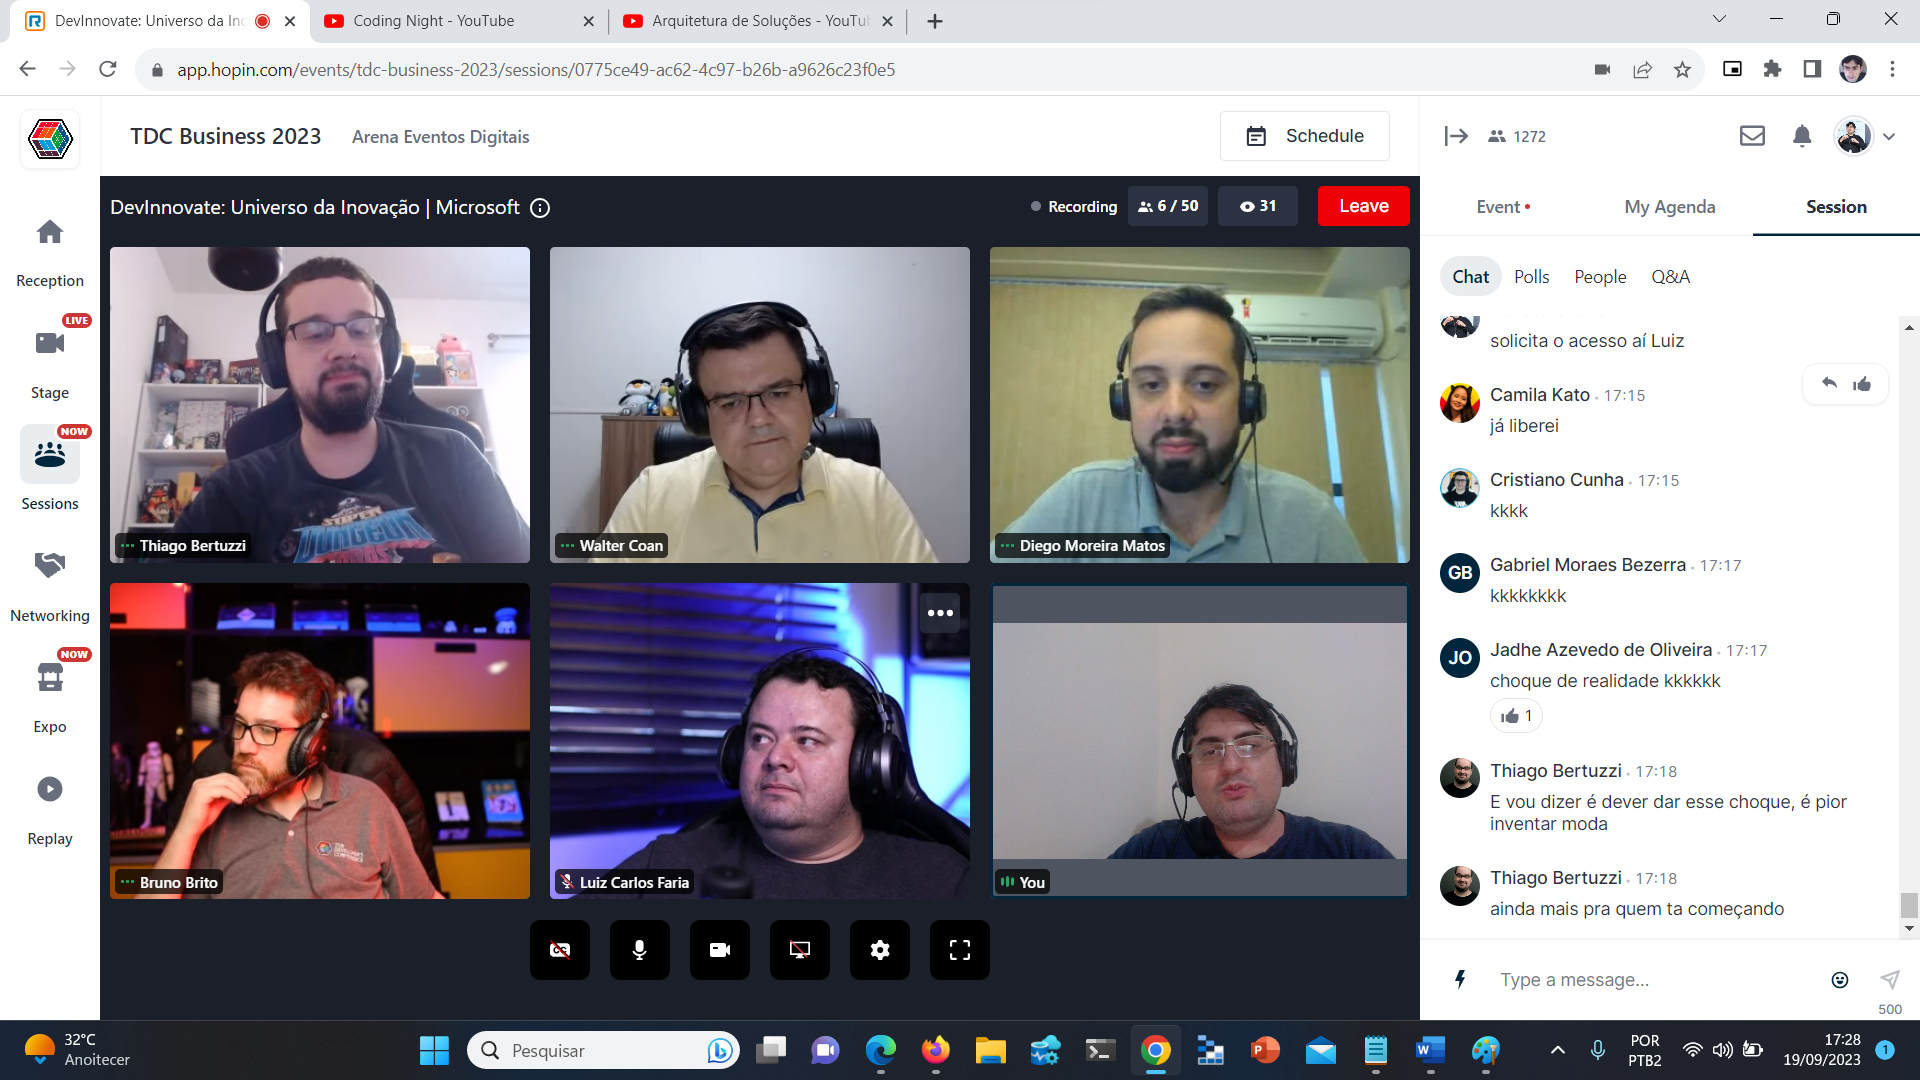 DevInnovate: Universo da In
Coding Night - YouTube
Arquitetura de Soluções - YouTu
app.hopin.com/events/tdc-business-2023/sessions/0775ce49-ac62-4c97-b26b-a9626c23f0e5
TDC Business 2023
Arena Eventos Digitais
Schedule
1272
DevInnovate: Universo da Inovação | Microsoft
Recording
6 / 50
31
Leave
Event
My Agenda
Session
Chat
Polls
People
Q&A
Reception
LIVE
Stage
NOW
Sessions
Networking
NOW
Expo
Replay
SUPER
DUNGEON
Thiago Bertuzzi
Walter Coan
Diego Moreira Matos
Bruno Brito
Luiz Carlos Faria
You
CC
solicita o acesso aí Luiz
Camila Kato • 17:15
já liberei
Cristiano Cunha • 17:15
kkkk
GB
Gabriel Moraes Bezerra • 17:17
kkkkkkkk
JO
Jadhe Azevedo de Oliveira • 17:17
choque de realidade kkkkkk
1
Thiago Bertuzzi • 17:18
E vou dizer é dever dar esse choque, é pior
inventar moda
Thiago Bertuzzi • 17:18
ainda mais pra quem ta começando
Type a message...
500
32°C
Anoitecer
Pesquisar
POR
PTB2
17:28
19/09/2023
1